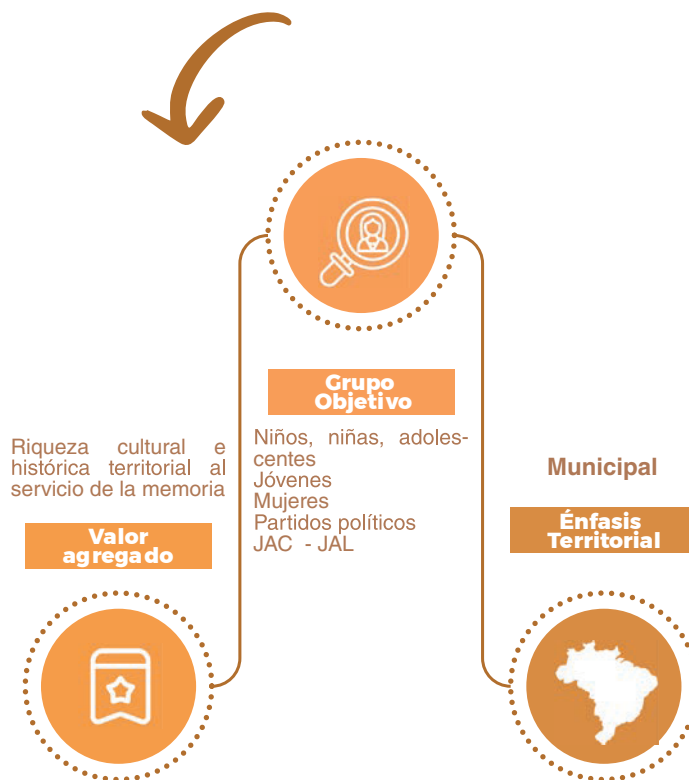 Grupo
Objetivo
Niños, niñas, adoles-
centes
Jóvenes
Mujeres
Partidos políticos
JAC - JAL
Riqueza cultural e
histórica territorial al
servicio de la memoria
Valor
agregado
Municipal
Énfasis
Territorial